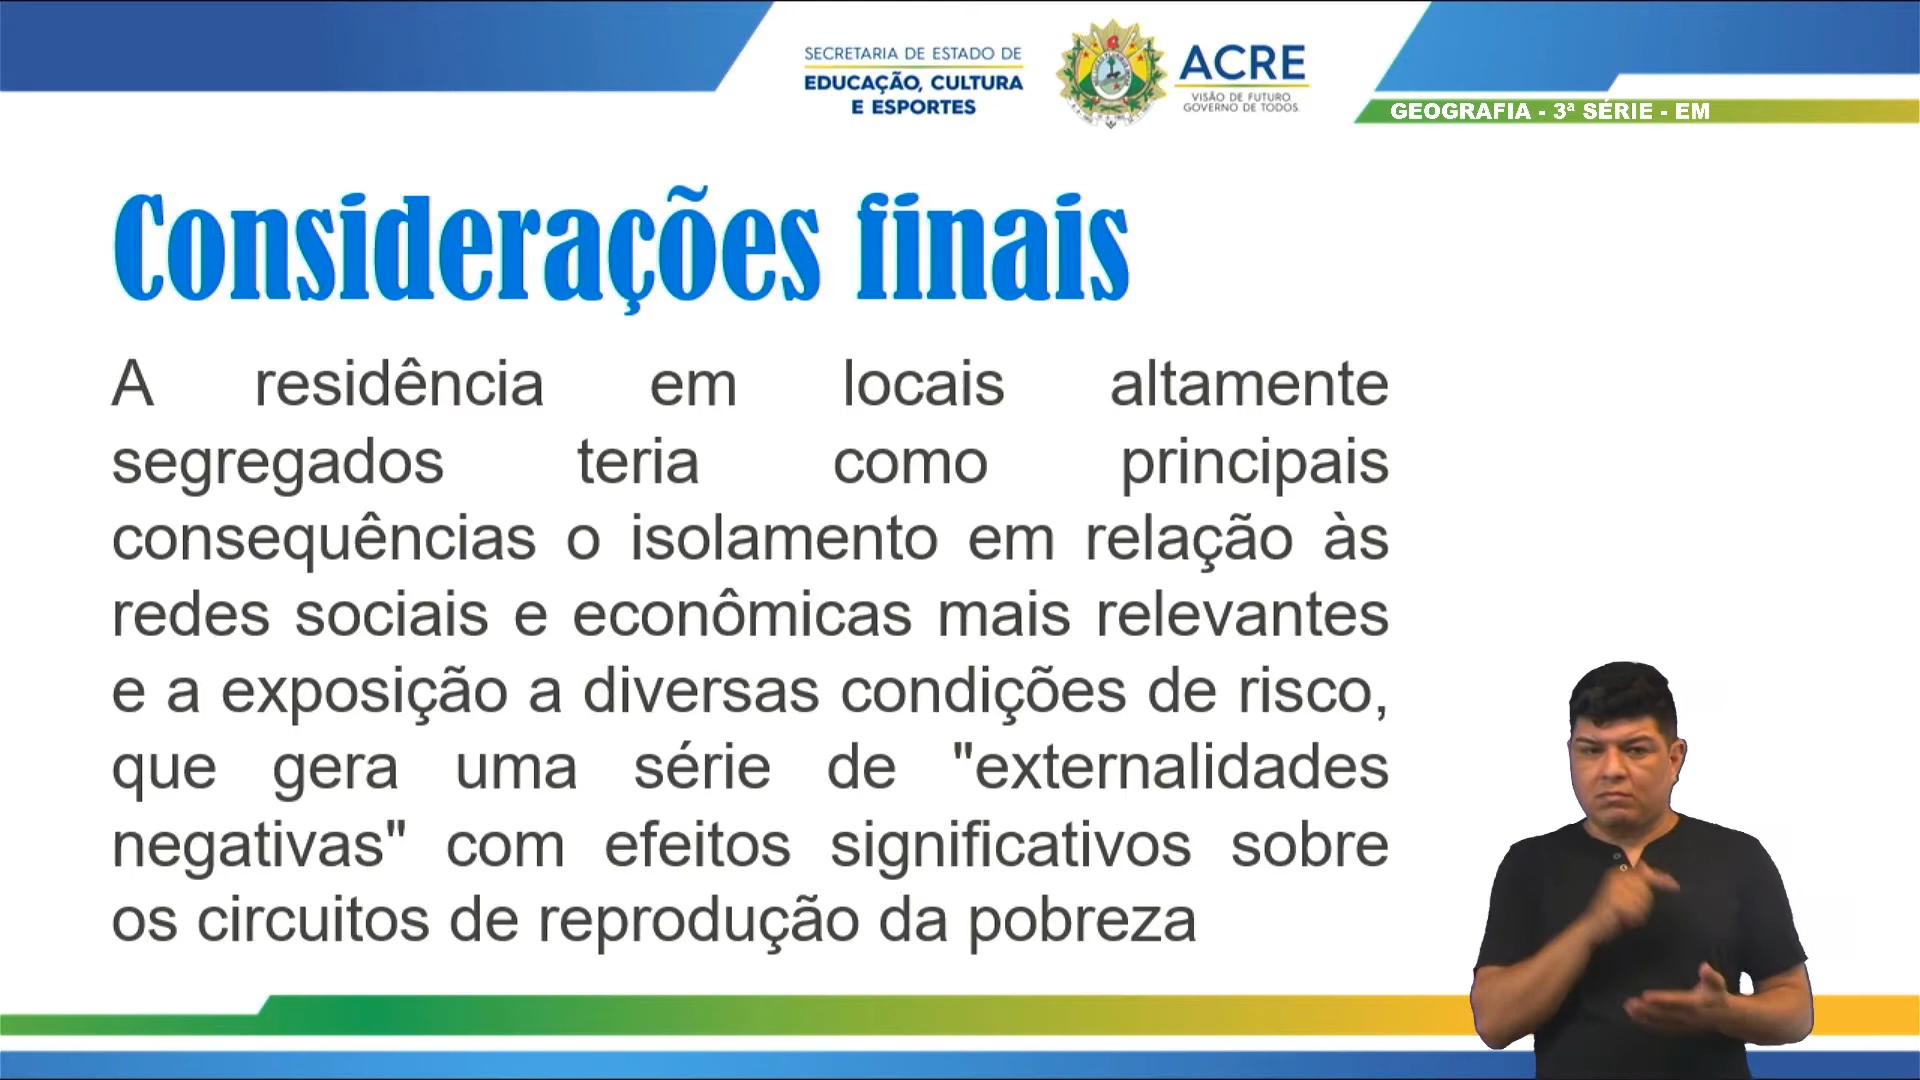 SECRETARIA DE ESTADO DE
EDUCAÇÃO, CULTURA
E ESPORTES
ACRE
VISÃO DE FUTURO
GOVERNO DE TODOS
GEOGRAFIA - 3ª SÉRIE - EM
Considerações finais
A residência em locais altamente
segregados teria como principais
consequências o isolamento em relação às
redes sociais e econômicas mais relevantes
e a exposição a diversas condições de risco,
que gera uma série de "externalidades
negativas" com efeitos significativos sobre
os circuitos de reprodução da pobreza